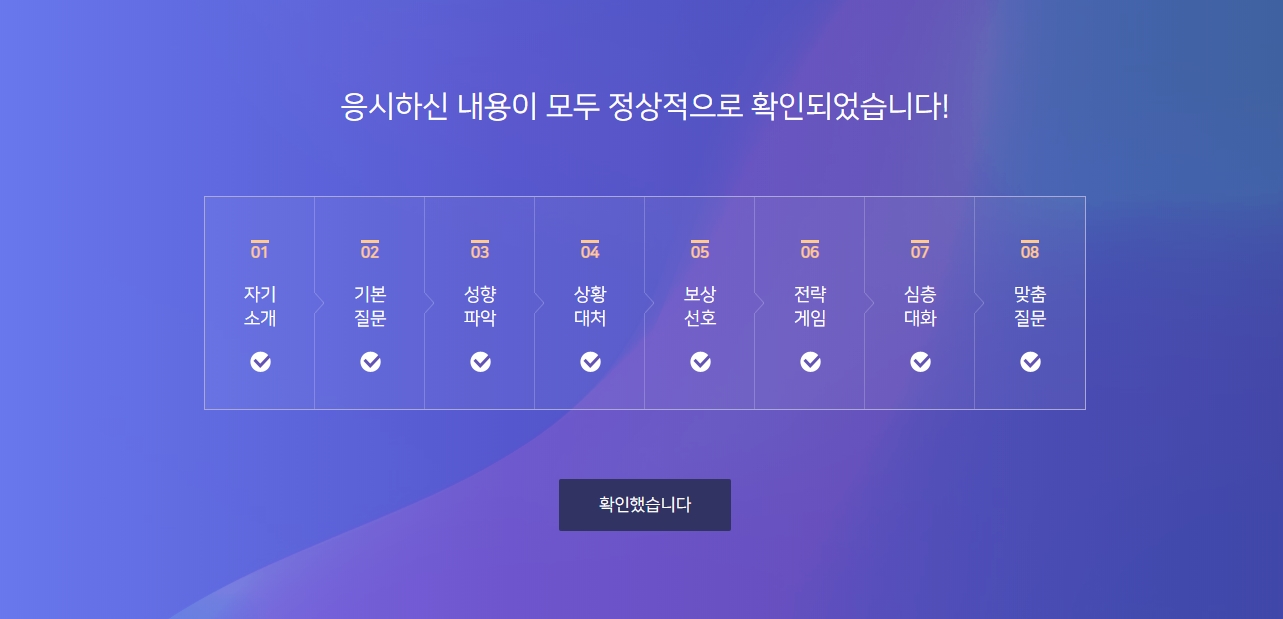 응시하신 내용이 모두 정상적으로 확인되었습니다!
01
자기
소개
02
기본
질문
03
성향
파악
04
상황
대처
05
보상
선호
06
전략
게임
07
심층
대화
08
맞춤
질문
확인했습니다